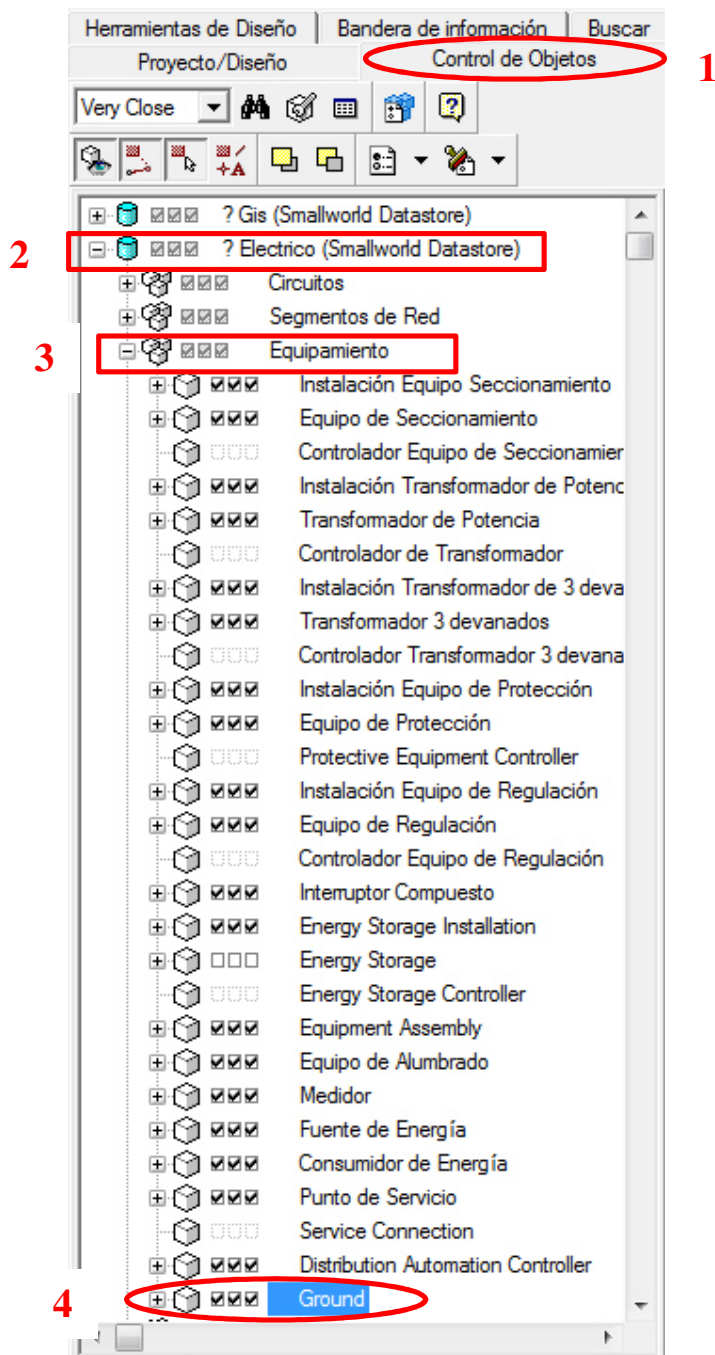 Herramientas de Diseño Bandera de información Buscar
Proyecto/Diseño Control de Objetos 1
Very Close
? Gis (Smallworld Datastore)
2 ? Electrico (Smallworld Datastore)
Circuitos
Segmentos de Red
3 Equipamiento
Instalación Equipo Seccionamiento
Equipo de Seccionamiento
Controlador Equipo de Seccionamier
Instalación Transformador de Potenc
Transformador de Potencia
Controlador de Transformador
Instalación Transformador de 3 deva
Transformador 3 devanados
Controlador Transformador 3 devana
Instalación Equipo de Protección
Equipo de Protección
Protective Equipment Controller
Instalación Equipo de Regulación
Equipo de Regulación
Controlador Equipo de Regulación
Interruptor Compuesto
Energy Storage Installation
Energy Storage
Energy Storage Controller
Equipment Assembly
Equipo de Alumbrado
Medidor
Fuente de Energía
Consumidor de Energía
Punto de Servicio
Service Connection
Distribution Automation Controller
4 Ground